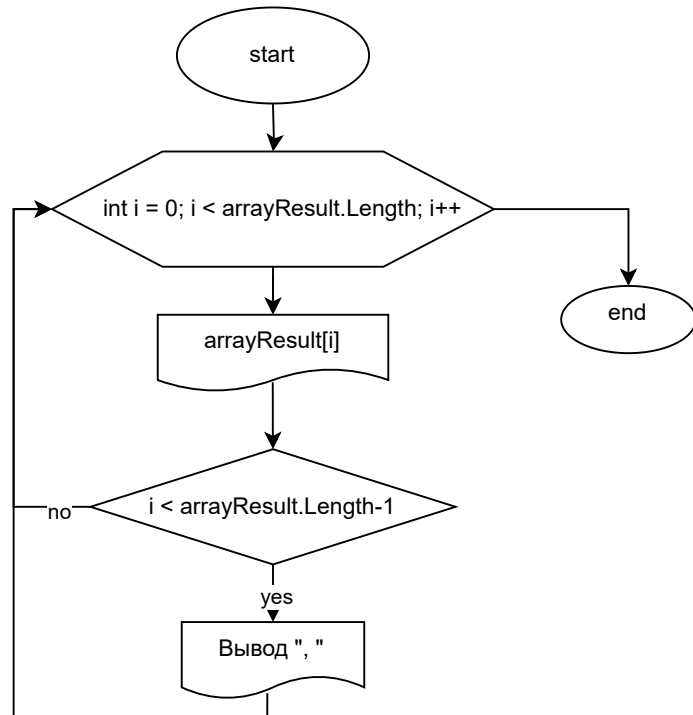 start
int i = 0; i < arrayResult.Length; i++
end
arrayResult[i]
i < arrayResult.Length-1
no
yes
Вывод ", "